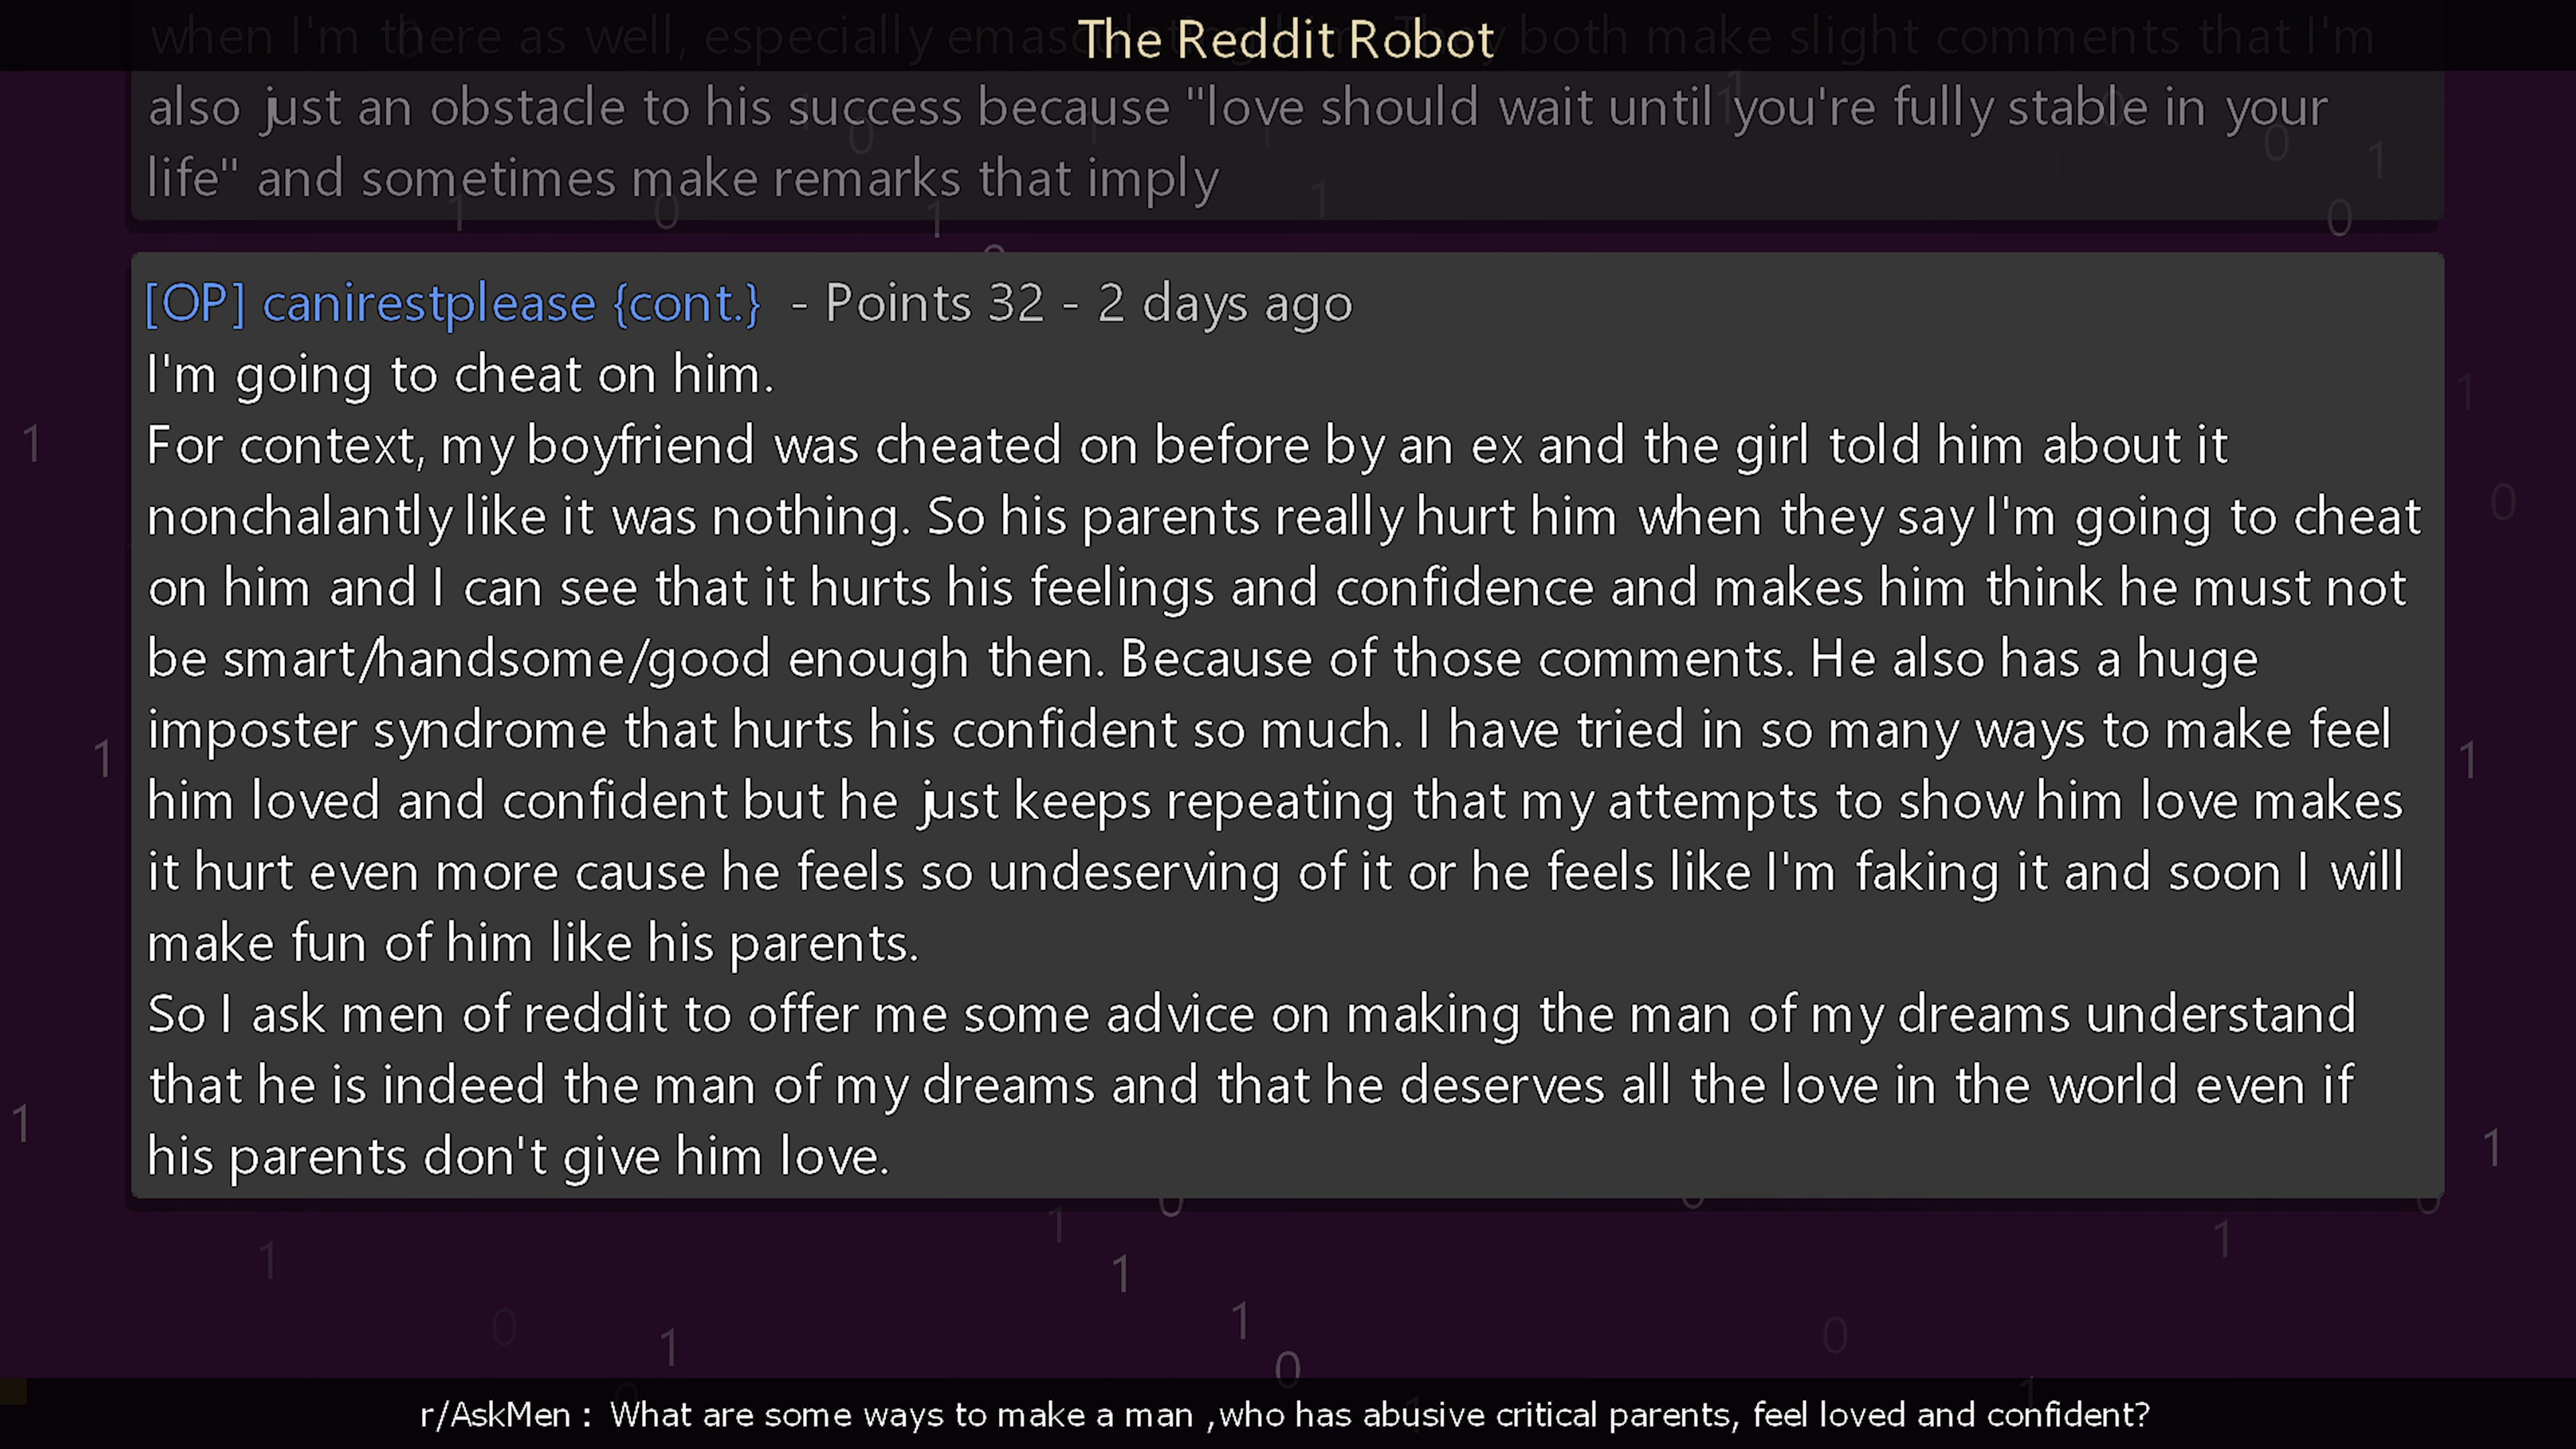 The Reddit Robot
when I'm there as well, especially both make slight comments that I'm
also just an obstacle to his success because "love should wait until you're fully stable in your
life" and sometimes make remarks that imply
[OP] canirestplease {cont.} - Points 32 - 2 days ago
I'm going to cheat on him.
For context, my boyfriend was cheated on before by an ex and the girl told him about it
nonchalantly like it was nothing. So his parents really hurt him when they say I'm going to cheat
on him and I can see that it hurts his feelings and confidence and makes him think he must not
be smart/handsome/good enough then. Because of those comments. He also has a huge
imposter syndrome that hurts his confident so much. I have tried in so many ways to make feel
him loved and confident but he just keeps repeating that my attempts to show him love makes
it hurt even more cause he feels so undeserving of it or he feels like I'm faking it and soon I will
make fun of him like his parents.
So I ask men of reddit to offer me some advice on making the man of my dreams understand
that he is indeed the man of my dreams and that he deserves all the love in the world even if
his parents don't give him love.
r/AskMen : What are some ways to make a man ,who has abusive critical parents, feel loved and confident?